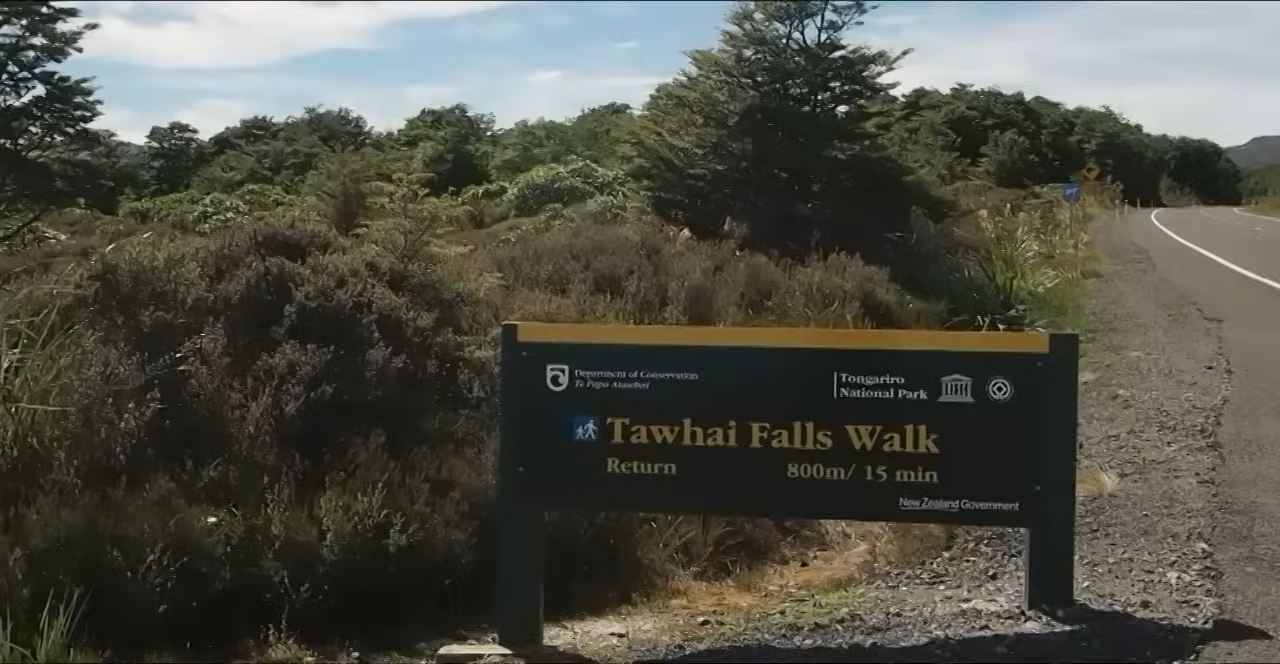 Department of Conservation
Te Papa Atawhai
Tongariro
National Park
Tawhai Falls Walk
Return 800m/ 15 min
New Zealand Government